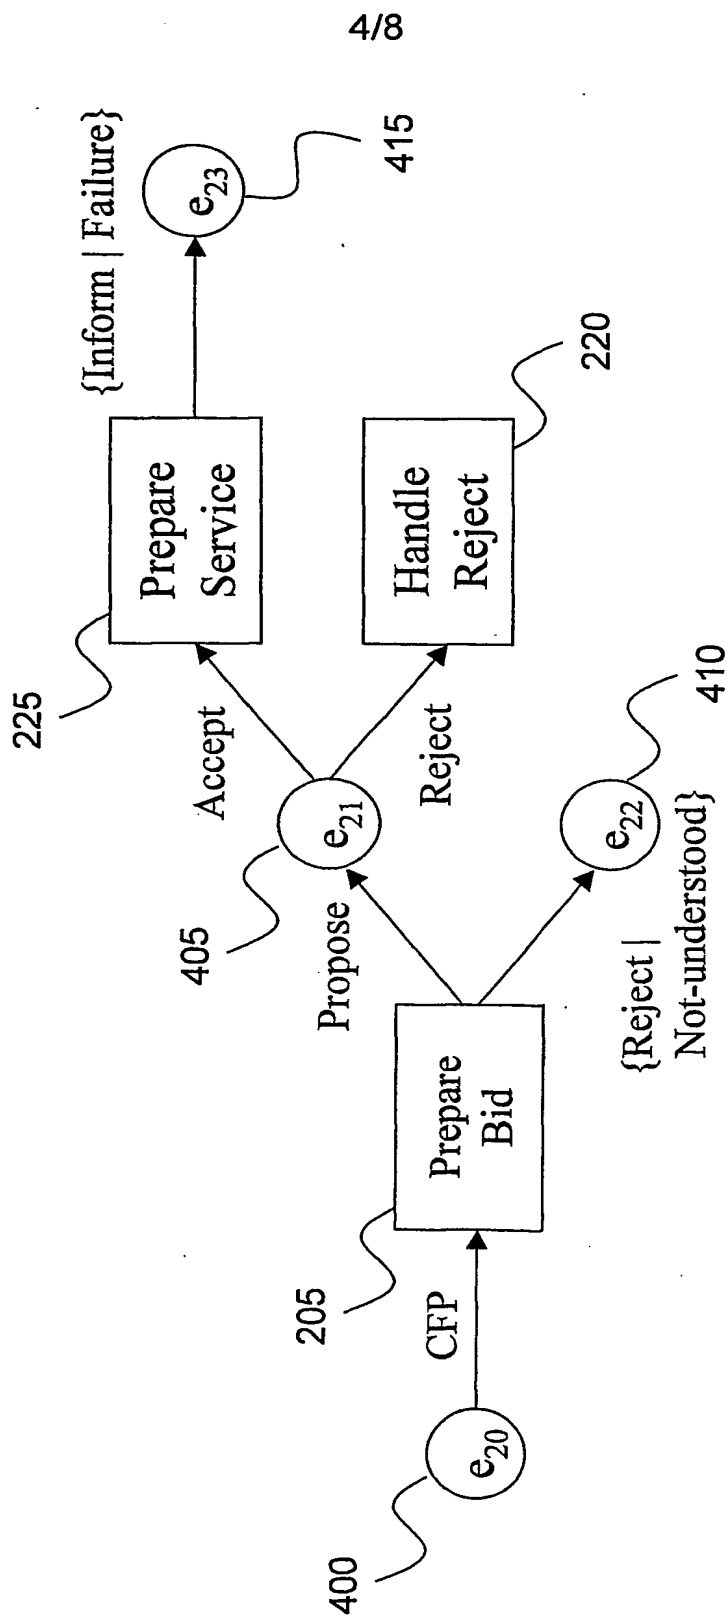 4/8
400
e20
CFP
205
Prepare
Bid
Propose
{Reject |
Not-understood}
405
e21
e22
410
Accept
Reject
225
Prepare
Service
Handle
Reject
220
{Inform | Failure}
e23
415